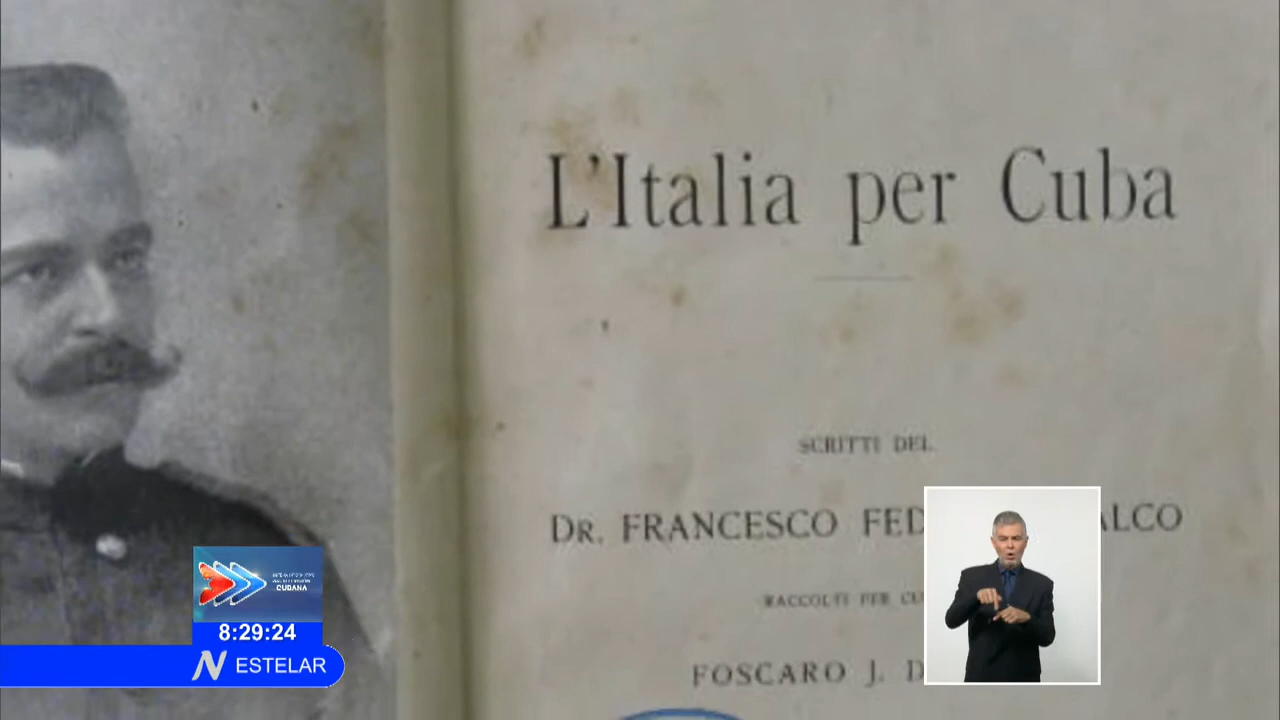 L'Italia per Cuba
SCRITTI DEL
DR. FRANCESCO FED ALCO
RACCOLTI PER CU
FOSCARO J. D
CUBANA
8:29:24
N ESTELAR